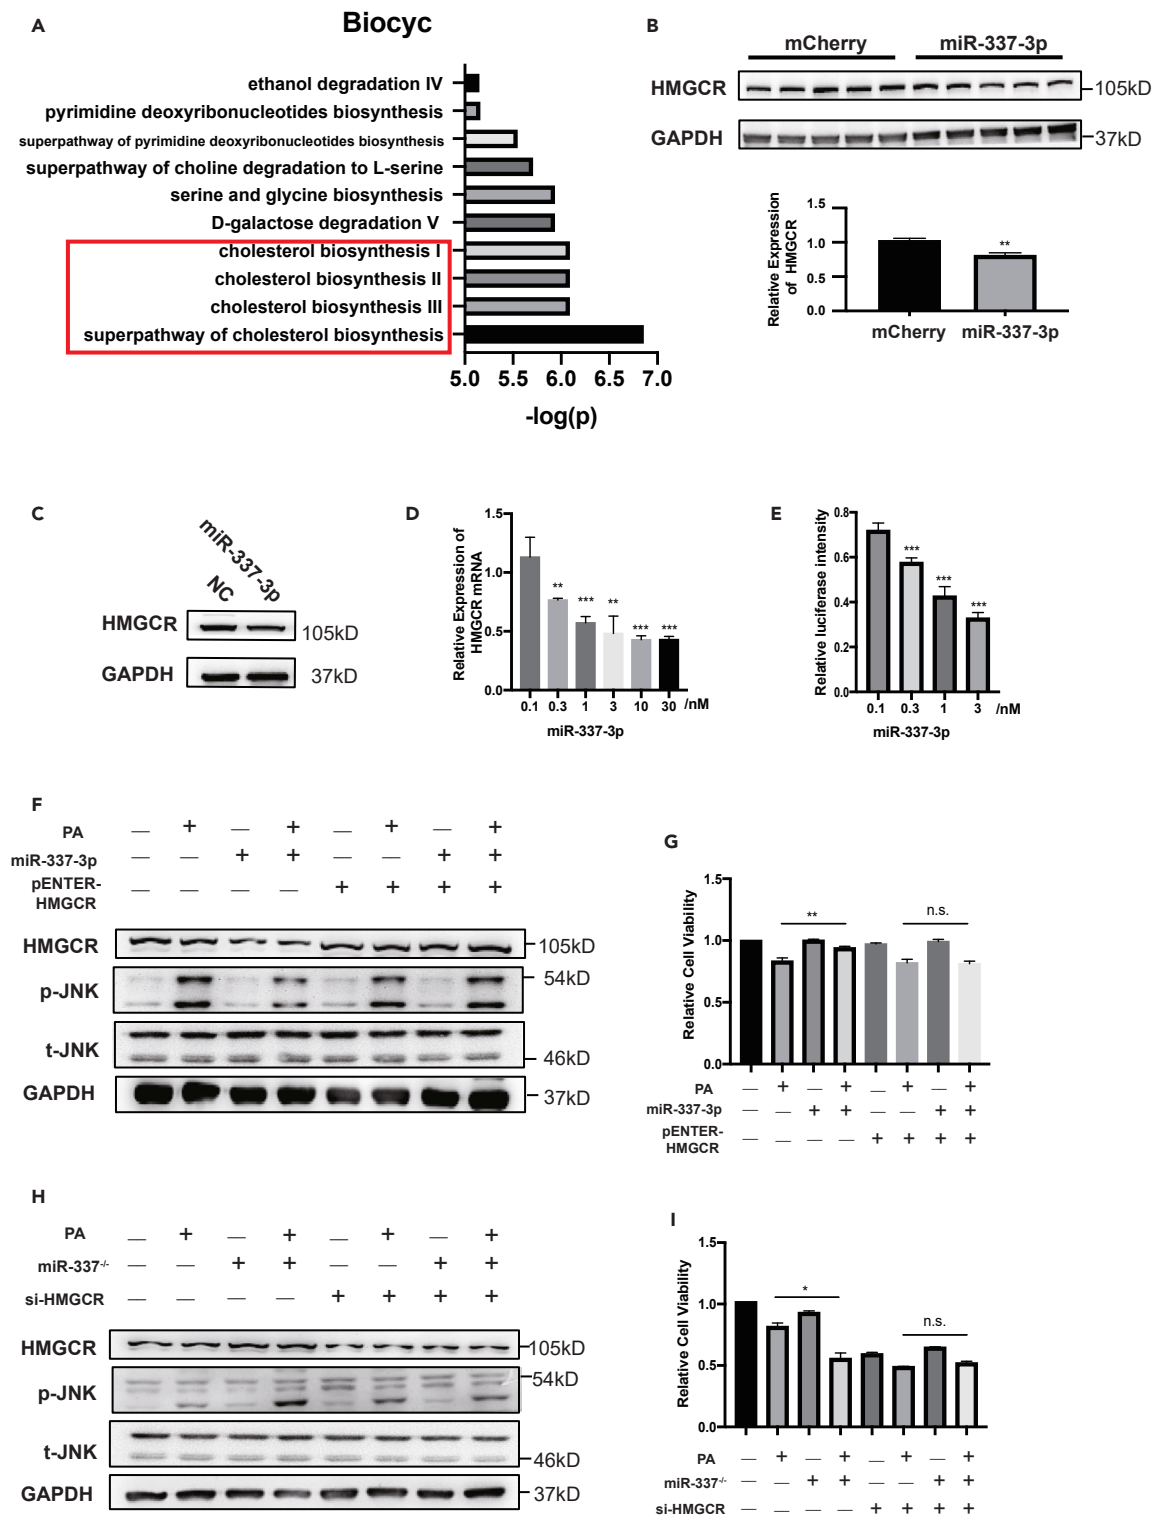 A
Biocyc
ethanol degradation IV
pyrimidine deoxyribonucleotides biosynthesis
superpathway of pyrimidine deoxyribonucleotides biosynthesis
superpathway of choline degradation to L-serine
serine and glycine biosynthesis
D-galactose degradation V
cholesterol biosynthesis I
cholesterol biosynthesis II
cholesterol biosynthesis III
superpathway of cholesterol biosynthesis
5.0 5.5 6.0 6.5 7.0
-log(p)
B
mCherry miR-337-3p
HMGCR 105kD
GAPDH 37kD
Relative Expression
of HMGCR
1.5
1.0
0.5
0.0
**
mCherry miR-337-3p
C
NC miR-337-3p
HMGCR 105kD
GAPDH 37kD
D
Relative Expression of
HMGCR mRNA
1.5
1.0
0.5
0.0
** *** ** *** ***
0.1 0.3 1 3 10 30 /nM
miR-337-3p
E
Relative luciferase intensity
0.8
0.6
0.4
0.2
0.0
*** *** ***
0.1 0.3 1 3 /nM
miR-337-3p
F
PA — + — + — + — +
miR-337-3p — — + + — — + +
pENTER-
HMGCR — — — — + + + +
HMGCR 105kD
p-JNK 54kD
t-JNK 46kD
GAPDH 37kD
G
Relative Cell Viability
1.5
1.0
0.5
0.0
** n.s.
PA — + — + — + — +
miR-337-3p — — + + — — + +
pENTER-
HMGCR — — — — + + + +
H
PA — + — + — + — +
miR-337-/- — — + + — — + +
si-HMGCR — — — — + + + +
HMGCR 105kD
p-JNK 54kD
t-JNK 46kD
GAPDH 37kD
I
Relative Cell Viability
1.5
1.0
0.5
0.0
* n.s.
PA — + — + — + — +
miR-337-/- — — + + — — + +
si-HMGCR — — — — + + + +